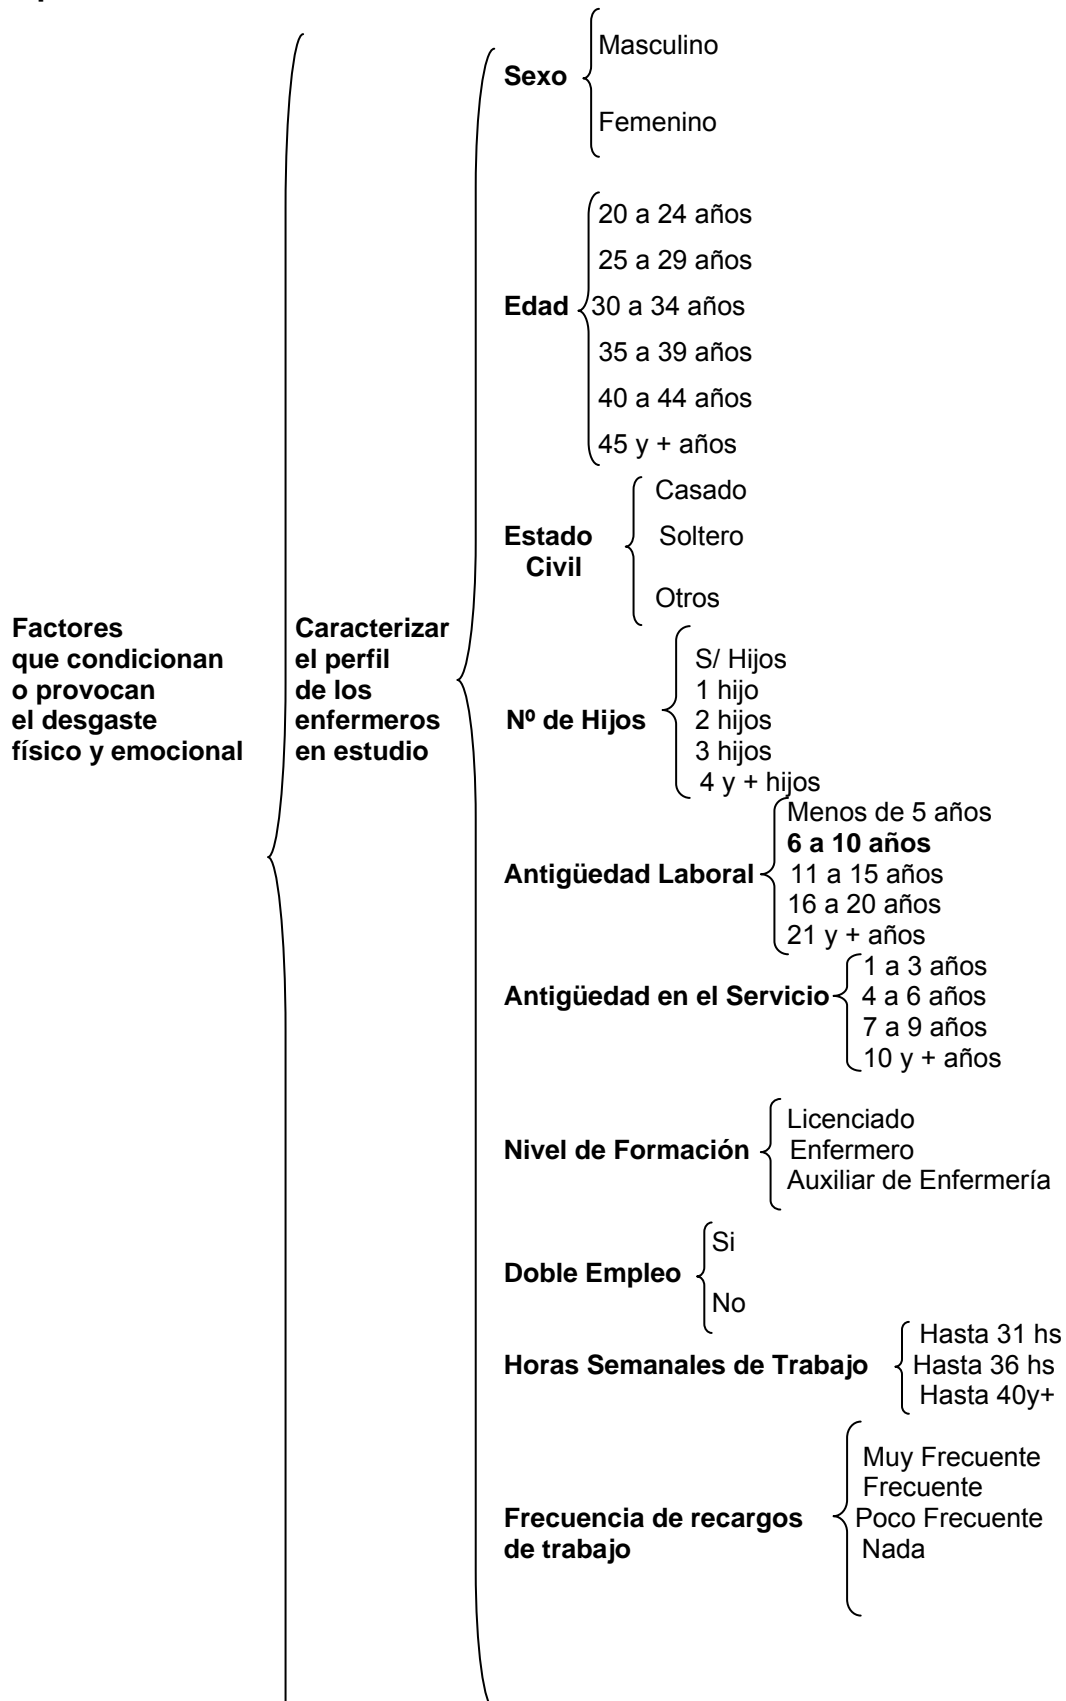 Sexo
Masculino
Femenino
Edad
20 a 24 años
25 a 29 años
30 a 34 años
35 a 39 años
40 a 44 años
45 y + años
Estado
Civil
Casado
Soltero
Otros
Factores
que condicionan
o provocan
el desgaste
físico y emocional
Caracterizar
el perfil
de los
enfermeros
en estudio
Nº de Hijos
S/ Hijos
1 hijo
2 hijos
3 hijos
4 y + hijos
Antigüedad Laboral
Menos de 5 años
6 a 10 años
11 a 15 años
16 a 20 años
21 y + años
Antigüedad en el Servicio
1 a 3 años
4 a 6 años
7 a 9 años
10 y + años
Nivel de Formación
Licenciado
Enfermero
Auxiliar de Enfermería
Doble Empleo
Si
No
Horas Semanales de Trabajo
Hasta 31 hs
Hasta 36 hs
Hasta 40y+
Frecuencia de recargos
de trabajo
Muy Frecuente
Frecuente
Poco Frecuente
Nada